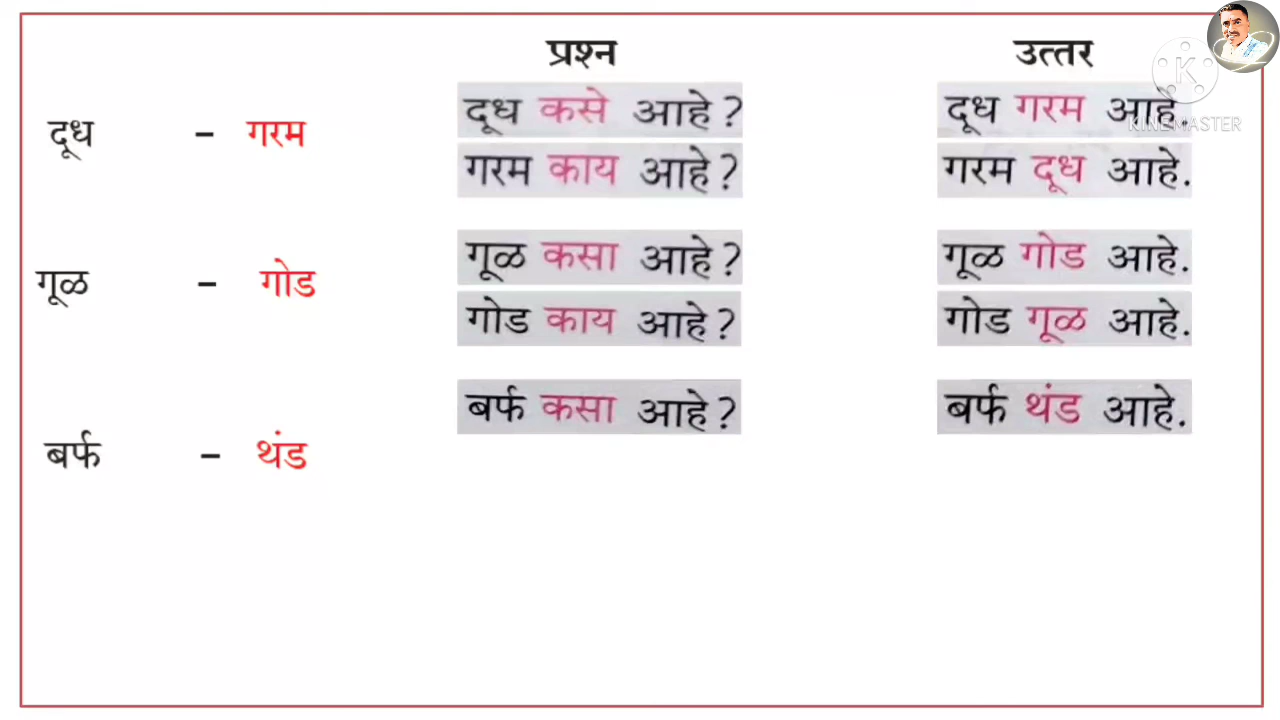 प्रश्न उत्तर
दूध – गरम दूध कसे आहे? दूध गरम आहे.
गरम काय आहे? गरम दूध आहे.
गूळ – गोड गूळ कसा आहे? गूळ गोड आहे.
गोड काय आहे? गोड गूळ आहे.
बर्फ कसा आहे? बर्फ थंड आहे.
बर्फ – थंड
K
KINEMASTER